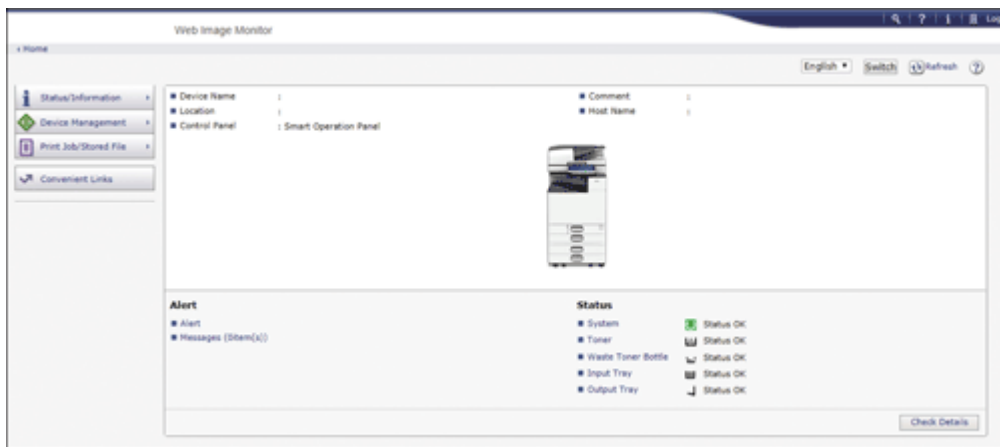 Web Image Monitor
Home
English Switch Refresh
Status/Information
Device Management
Print Job/Stored File
Convenient Links
Device Name :
Location :
Control Panel : Smart Operation Panel
Comment :
Host Name :
Alert
Alert
Messages (0item(s))
Status
System Status OK
Toner Status OK
Waste Toner Bottle Status OK
Input Tray Status OK
Output Tray Status OK
Check Details